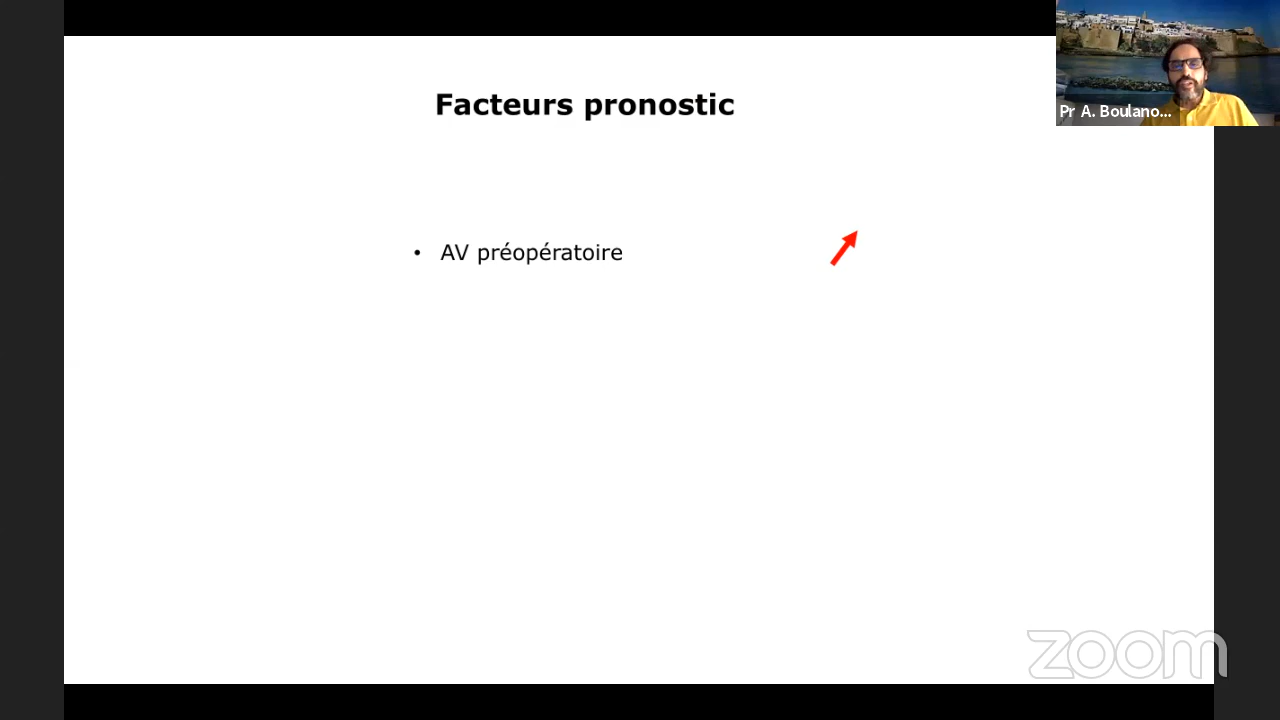 Facteurs pronostic
Pr A. Boulano...
• AV préopératoire
zoom